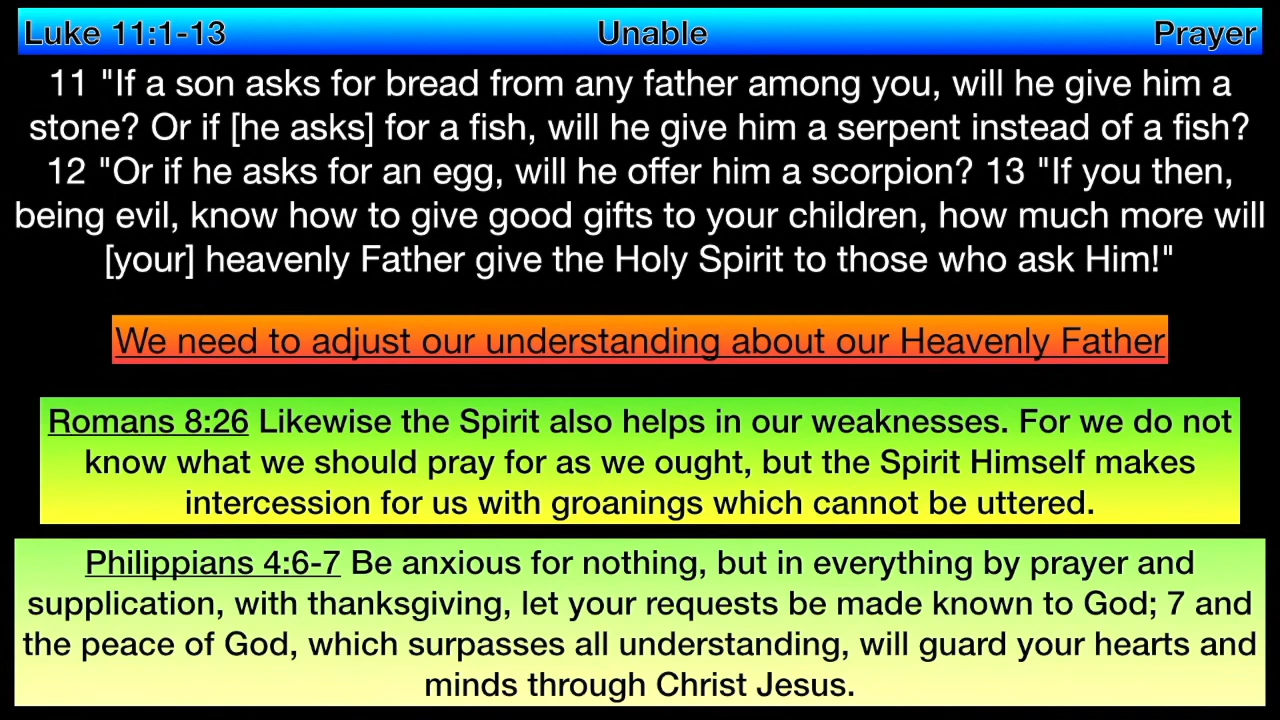 Luke 11:1-13 Unable Prayer
11 "If a son asks for bread from any father among you, will he give him a
stone? Or if [he asks] for a fish, will he give him a serpent instead of a fish?
12 "Or if he asks for an egg, will he offer him a scorpion? 13 "If you then,
being evil, know how to give good gifts to your children, how much more will
[your] heavenly Father give the Holy Spirit to those who ask Him!"
We need to adjust our understanding about our Heavenly Father
Romans 8:26 Likewise the Spirit also helps in our weaknesses. For we do not
know what we should pray for as we ought, but the Spirit Himself makes
intercession for us with groanings which cannot be uttered.
Philippians 4:6-7 Be anxious for nothing, but in everything by prayer and
supplication, with thanksgiving, let your requests be made known to God; 7 and
the peace of God, which surpasses all understanding, will guard your hearts and
minds through Christ Jesus.